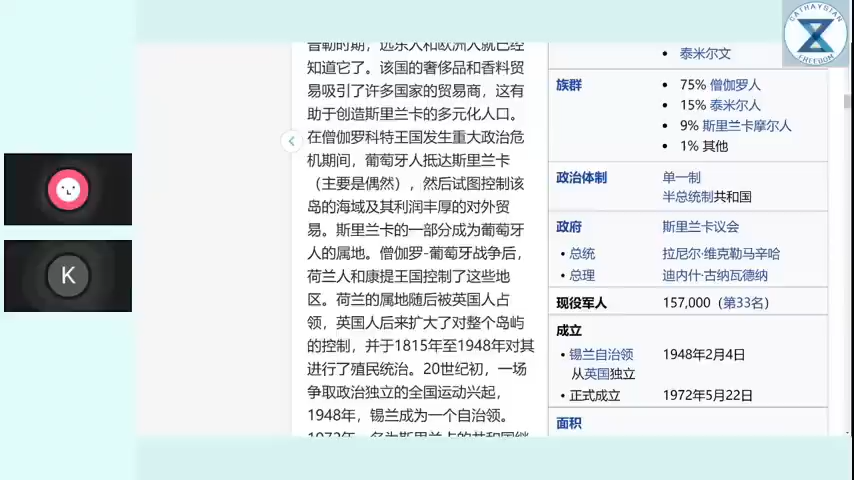 CATHAYSIAN
FREEDOM
K
普勒时期，远东人和欧洲人就已经
知道它了。该国的奢侈品和香料贸
易吸引了许多国家的贸易商，这有
助于创造斯里兰卡的多元化人口。
在僧伽罗科特王国发生重大政治危
机期间，葡萄牙人抵达斯里兰卡
（主要是偶然），然后试图控制该
岛的海域及其利润丰厚的对外贸
易。斯里兰卡的一部分成为葡萄牙
人的属地。僧伽罗-葡萄牙战争后，
荷兰人和康提王国控制了这些地
区。荷兰的属地随后被英国人占
领，英国人后来扩大了对整个岛屿
的控制，并于1815年至1948年对其
进行了殖民统治。20世纪初，一场
争取政治独立的全国运动兴起，
1948年，锡兰成为一个自治领。
1972年，名为斯里兰卡的共和国继
• 泰米尔文
族群
• 75% 僧伽罗人
• 15% 泰米尔人
• 9% 斯里兰卡摩尔人
• 1% 其他
政治体制
单一制
半总统制共和国
政府
斯里兰卡议会
• 总统
拉尼尔·维克勒马辛哈
• 总理
迪内什·古纳瓦德纳
现役军人
157,000（第33名）
成立
• 锡兰自治领
从英国独立
1948年2月4日
• 正式成立
1972年5月22日
面积